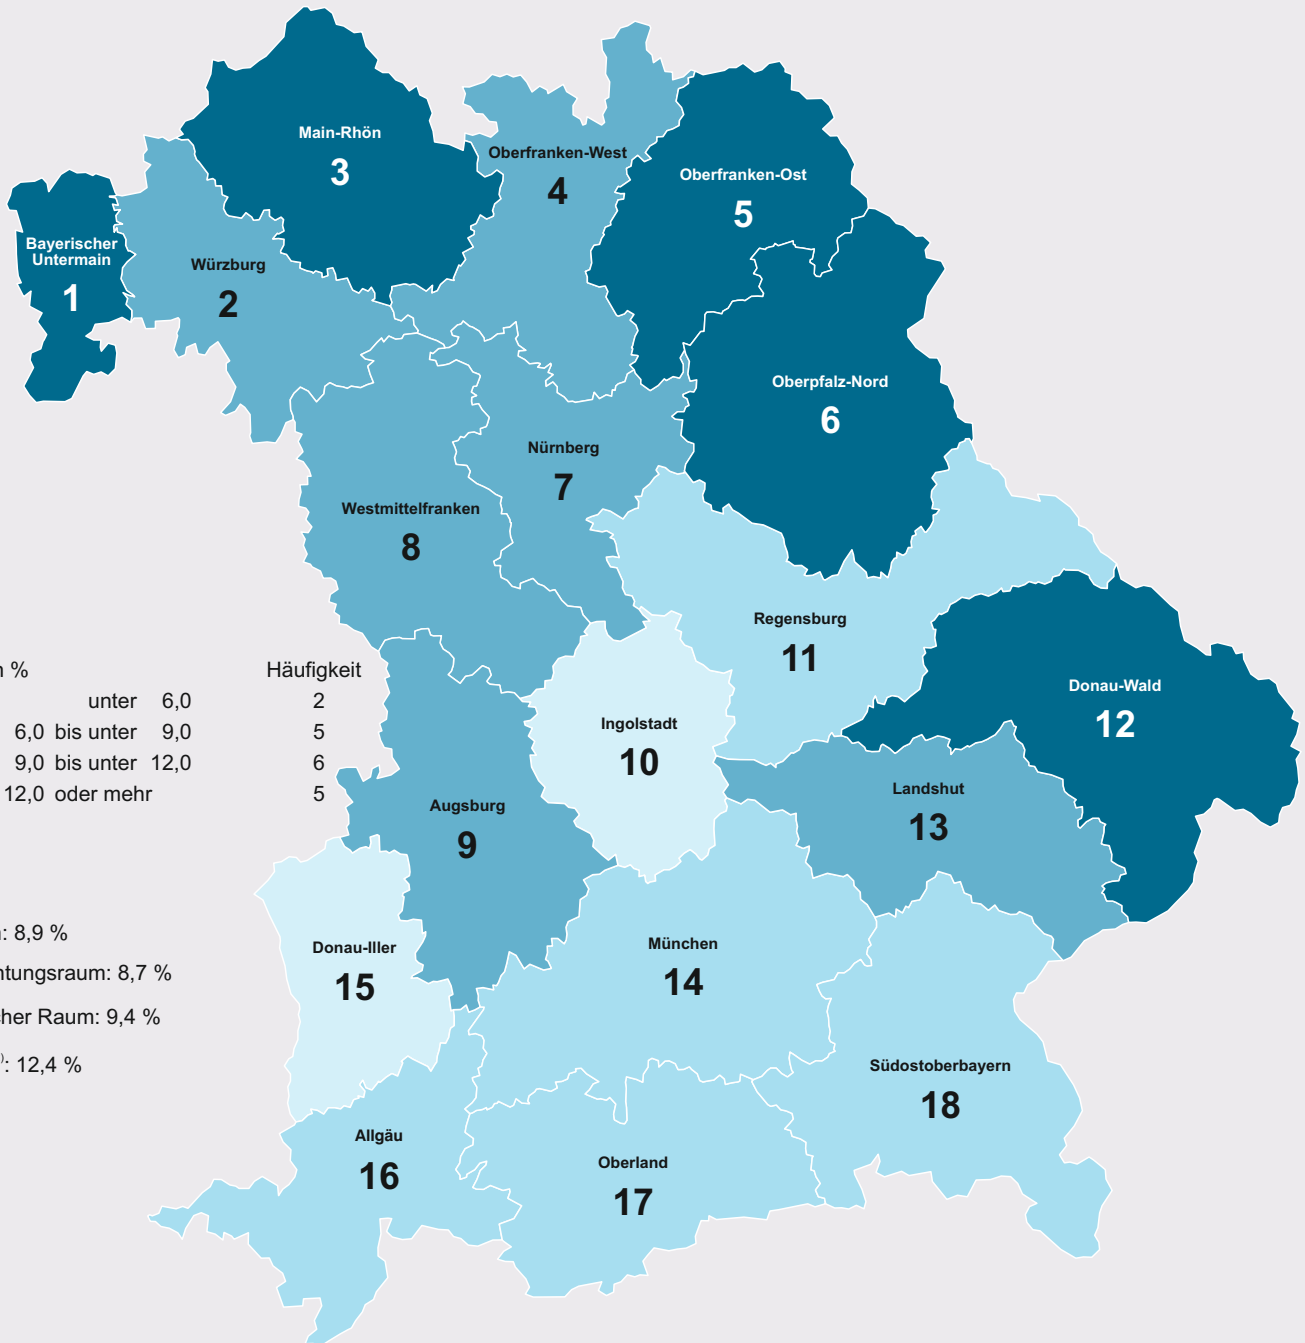 Main-Rhön
3
Oberfranken-West
4
Oberfranken-Ost
5
Bayerischer
Untermain
1
Würzburg
2
Oberpfalz-Nord
6
Nürnberg
7
Westmittelfranken
8
Regensburg
11
Donau-Wald
12
Ingolstadt
10
Landshut
13
Augsburg
9
% Häufigkeit
unter 6,0 2
6,0 bis unter 9,0 5
9,0 bis unter 12,0 6
12,0 oder mehr 5
: 8,9 %
ntungsraum: 8,7 %
cher Raum: 9,4 %
⁾: 12,4 %
Donau-Iller
15
München
14
Südostoberbayern
18
Allgäu
16
Oberland
17